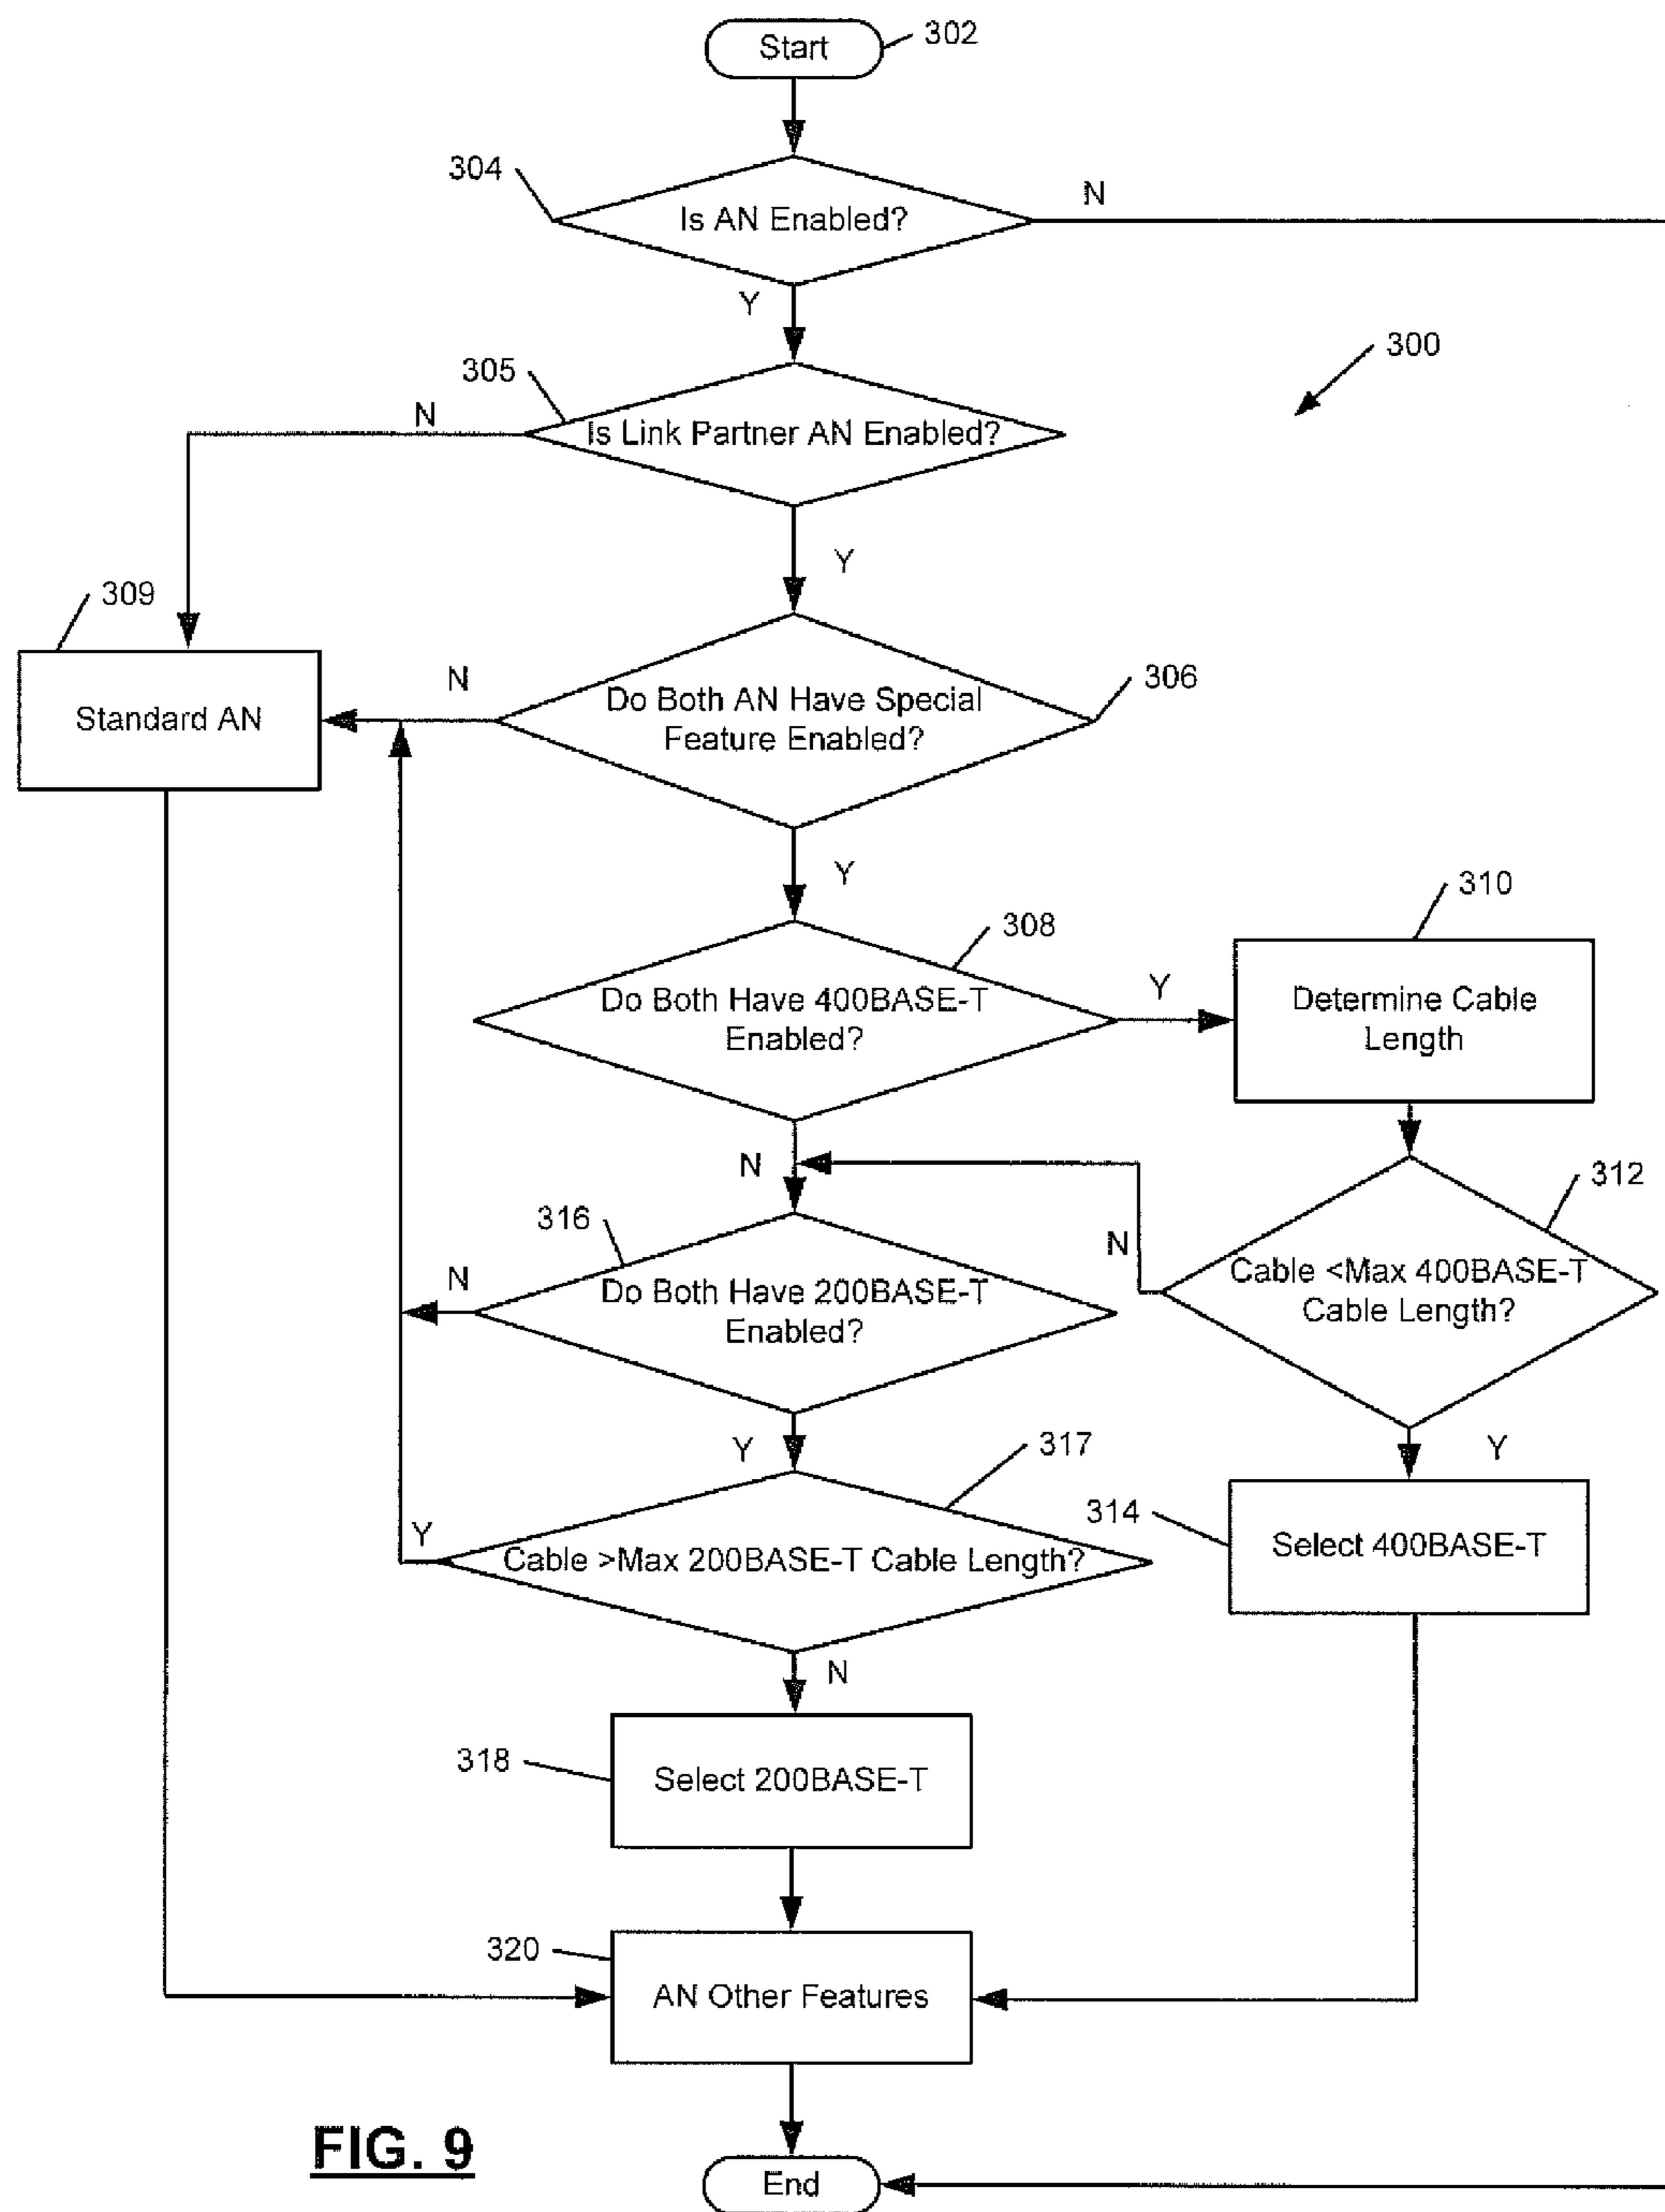 Start
302
304
Is AN Enabled?
N
Y
300
305
N
Is Link Partner AN Enabled?
Y
309
Standard AN
N
Do Both AN Have Special
Feature Enabled?
306
Y
308
310
Do Both Have 400BASE-T
Enabled?
Y
Determine Cable
Length
N
316
N
Do Both Have 200BASE-T
Enabled?
N
312
Cable <Max 400BASE-T
Cable Length?
Y
317
Y
Y
Cable >Max 200BASE-T Cable Length?
314
Select 400BASE-T
N
318
Select 200BASE-T
320
AN Other Features
FIG. 9
End